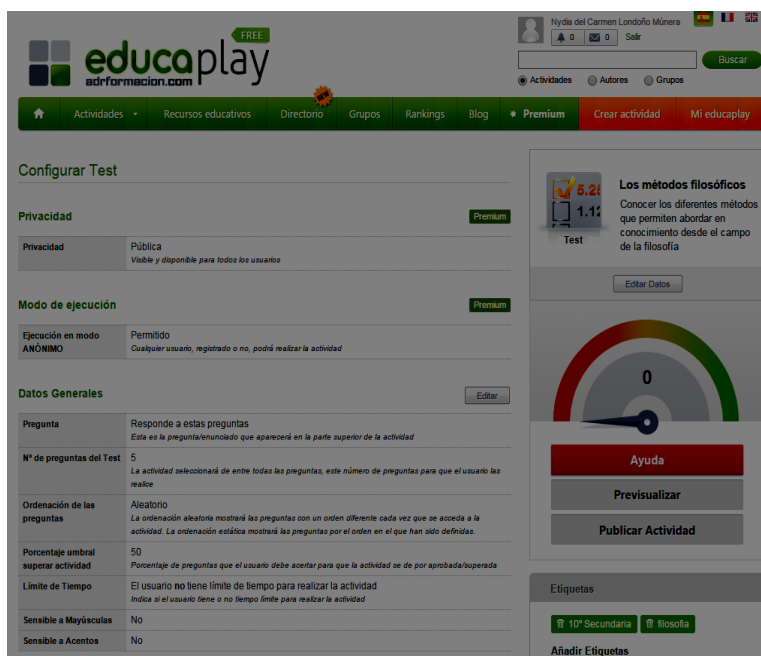 FREE
educaplay
adrformacion.com
Nydia del Carmen Londoño Múnera
0
0
Salir
Buscar
Actividades
Autores
Grupos
Actividades
Recursos educativos
Directorio
Grupos
Rankings
Blog
Premium
Crear actividad
Mi educaplay
Configurar Test
Privacidad
Premium
Privacidad
Pública
Visible y disponible para todos los usuarios
Modo de ejecución
Premium
Ejecución en modo
ANÓNIMO
Permitido
Cualquier usuario, registrado o no, podrá realizar la actividad
Datos Generales
Editar
Pregunta
Responde a estas preguntas
Esta es la pregunta/enunciado que aparecerá en la parte superior de la actividad
Nº de preguntas del Test
5
La actividad seleccionará de entre todas las preguntas, este número de preguntas para que el usuario las
realice
Ordenación de las
preguntas
Aleatorio
La ordenación aleatoria mostrará las preguntas con un orden diferente cada vez que se acceda a la
actividad. La ordenación estática mostrará las preguntas por el orden en el que han sido definidas.
Porcentaje umbral
superar actividad
50
Porcentaje de preguntas que el usuario debe acertar para que la actividad se de por aprobada/superada
Límite de Tiempo
El usuario no tiene límite de tiempo para realizar la actividad
Indica si el usuario tiene o no tiempo límite para realizar la actividad
Sensible a Mayúsculas
No
Sensible a Acentos
No
5.25
1.12
Test
Los métodos filosóficos
Conocer los diferentes métodos
que permiten abordar en
conocimiento desde el campo
de la filosofía
Editar Datos
0
Ayuda
Previsualizar
Publicar Actividad
Etiquetas
10º Secundaria
filosofia
Añadir Etiquetas